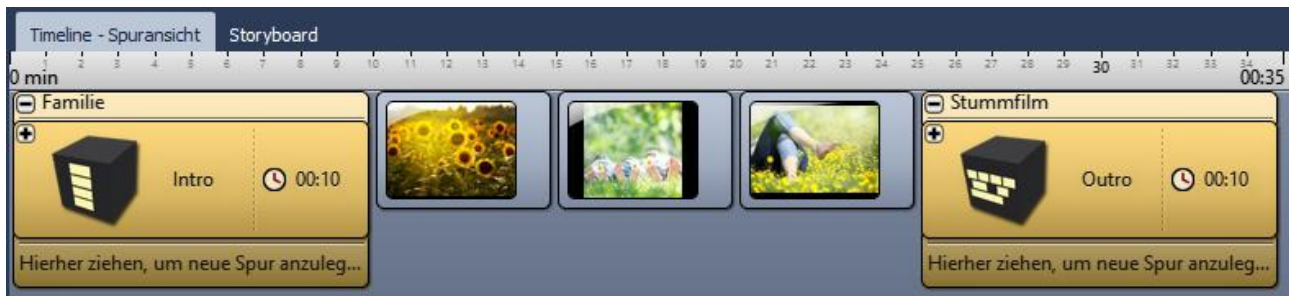 Timeline - Spuransicht Storyboard
1 2 3 4 5 6 7 8 9 10 11 12 13 14 15 16 17 18 19 20 21 22 23 24 25 26 27 28 29 30 31 32 33 34
0 min 00:35
Familie
Intro 00:10
Hierher ziehen, um neue Spur anzuleg...
Stummfilm
Outro 00:10
Hierher ziehen, um neue Spur anzuleg...